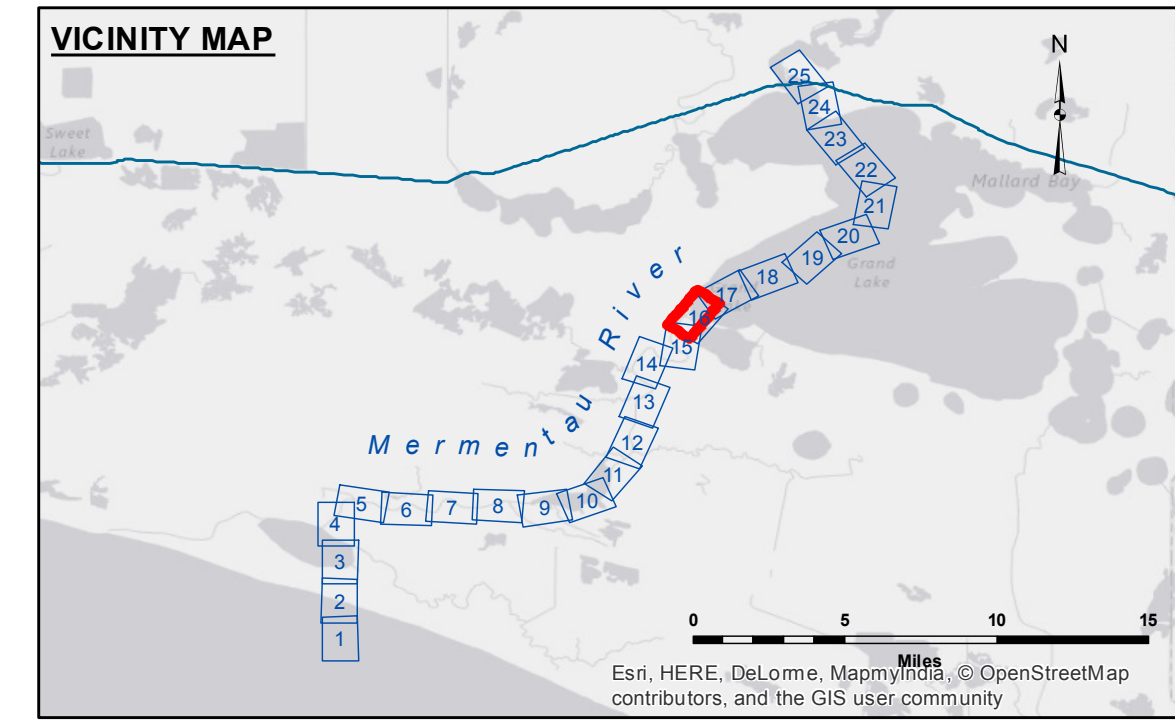 VICINITY MAP
N
Sweet
Lake
25
24
23
22
Mallard Bay
21
20
19
Grand
Lake
18
17
16
15
14
13
12
11
10
9
8
7
6
5
4
3
2
1
Mermentau River
0 5 10 15
Miles
Esri, HERE, DeLorme, MapmyIndia, © OpenStreetMap
contributors, and the GIS user community